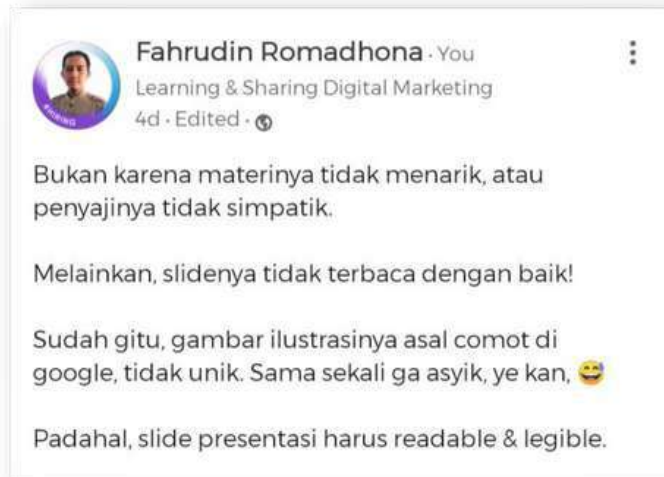 Fahrudin Romadhona · You
Learning & Sharing Digital Marketing
4d · Edited ·
Bukan karena materinya tidak menarik, atau
penyajinya tidak simpatik.
Melainkan, slidenya tidak terbaca dengan baik!
Sudah gitu, gambar ilustrasinya asal comot di
google, tidak unik. Sama sekali ga asyik, ye kan, 😅
Padahal, slide presentasi harus readable & legible.